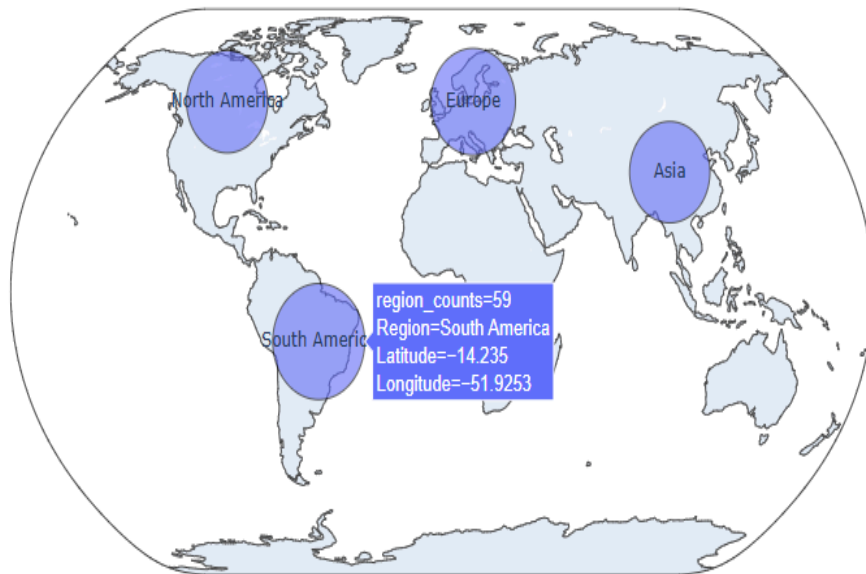 North America
Europe
Asia
South Americ
region_counts=59
Region=South America
Latitude=−14.235
Longitude=−51.9253